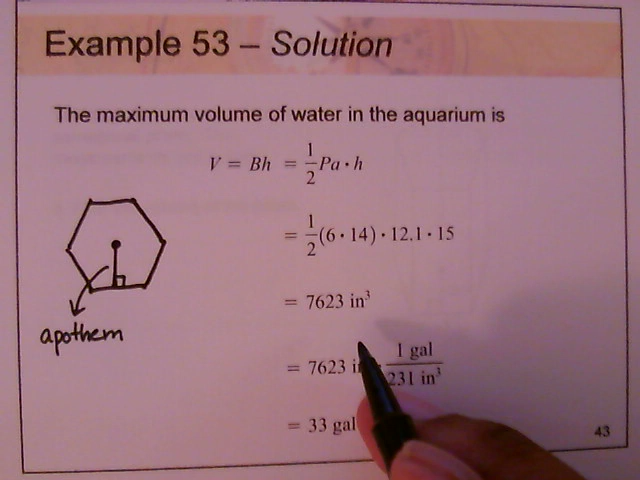 Example 53 – Solution
The maximum volume of water in the aquarium is
V = Bh = 1/2 Pa · h
= 1/2 (6 · 14) · 12.1 · 15
= 7623 in³
apothem
= 7623 in³ · 1 gal / 231 in³
= 33 gal
43